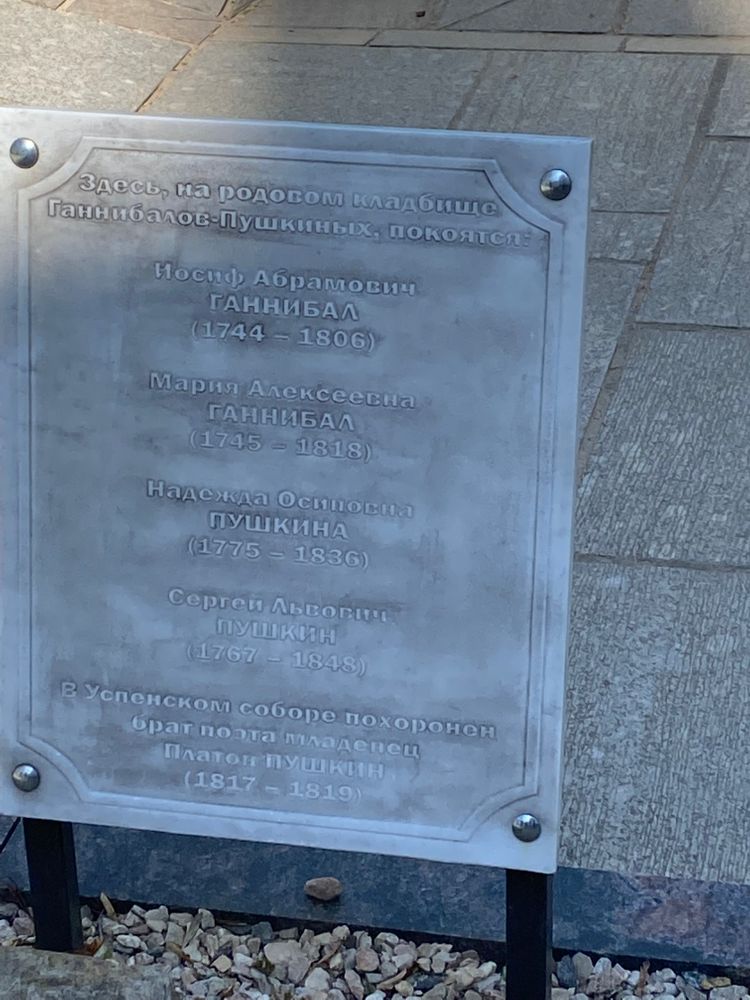 Здесь, на родовом кладбище
Ганнибалов-Пушкиных, покоятся:
Иосиф Абрамович
ГАННИБАЛ
(1744 – 1806)
Мария Алексеевна
ГАННИБАЛ
(1745 – 1818)
Надежда Осиповна
ПУШКИНА
(1775 – 1836)
Сергей Львович
ПУШКИН
(1767 – 1848)
В Успенском соборе похоронен
брат поэта младенец
Платон ПУШКИН
(1817 – 1819)